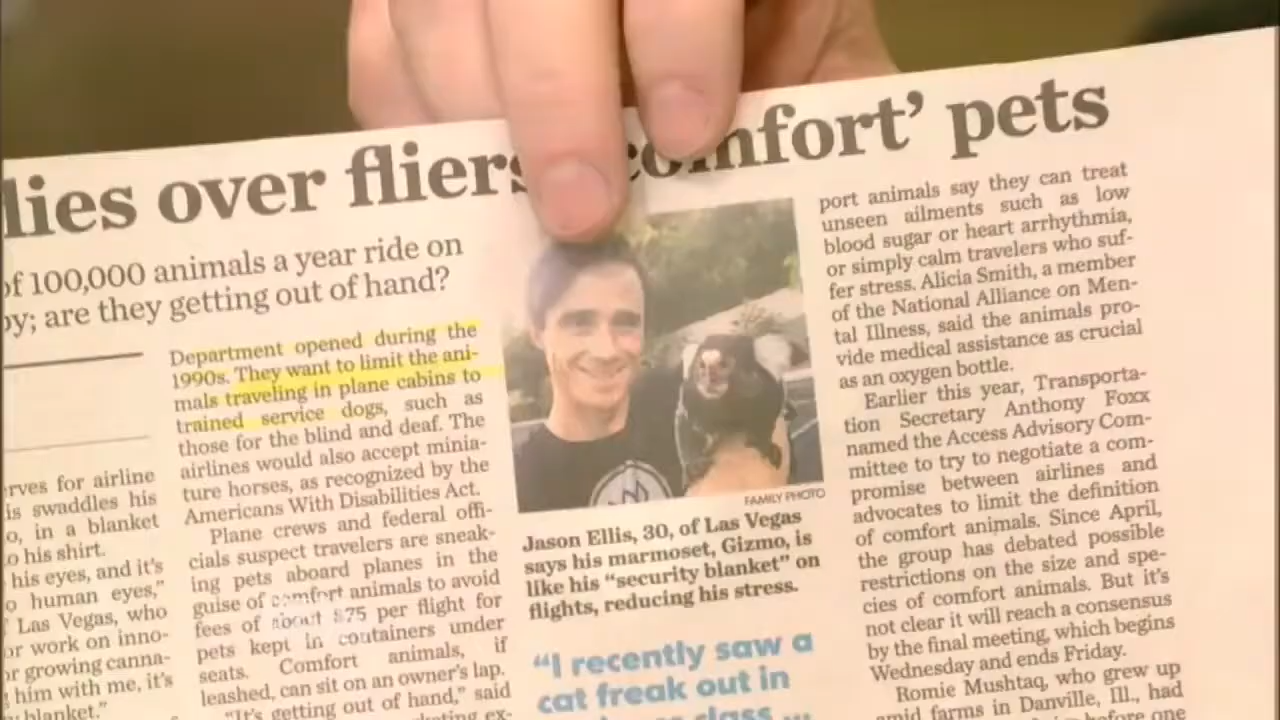 lies over fliers' comfort' pets
of 100,000 animals a year ride on
by; are they getting out of hand?
rves for airline
is swaddles his
o, in a blanket
o his shirt.
his eyes, and it's
o human eyes,"
Las Vegas, who
or work on inno-
or growing canna-
him with me, it's
blanket."
Department opened during the
1990s. They want to limit the ani-
mals traveling in plane cabins to
trained service dogs, such as
those for the blind and deaf. The
airlines would also accept minia-
ture horses, as recognized by the
Americans With Disabilities Act.
Plane crews and federal offi-
cials suspect travelers are sneak-
ing pets aboard planes in the
guise of comfort animals to avoid
fees of about $75 per flight for
pets kept in containers under
seats. Comfort animals, if
leashed, can sit on an owner's lap.
"It's getting out of hand," said
keting ex-
FAMILY PHOTO
Jason Ellis, 30, of Las Vegas
says his marmoset, Gizmo, is
like his "security blanket" on
flights, reducing his stress.
"I recently saw a
cat freak out in
class ...
port animals say they can treat
unseen ailments such as low
blood sugar or heart arrhythmia,
or simply calm travelers who suf-
fer stress. Alicia Smith, a member
of the National Alliance on Men-
tal Illness, said the animals pro-
vide medical assistance as crucial
as an oxygen bottle.
Earlier this year, Transporta-
tion Secretary Anthony Foxx
named the Access Advisory Com-
mittee to try to negotiate a com-
promise between airlines and
advocates to limit the definition
of comfort animals. Since April,
the group has debated possible
restrictions on the size and spe-
cies of comfort animals. But it's
not clear it will reach a consensus
by the final meeting, which begins
Wednesday and ends Friday.
Romie Mushtaq, who grew up
amid farms in Danville, Ill., had
before one